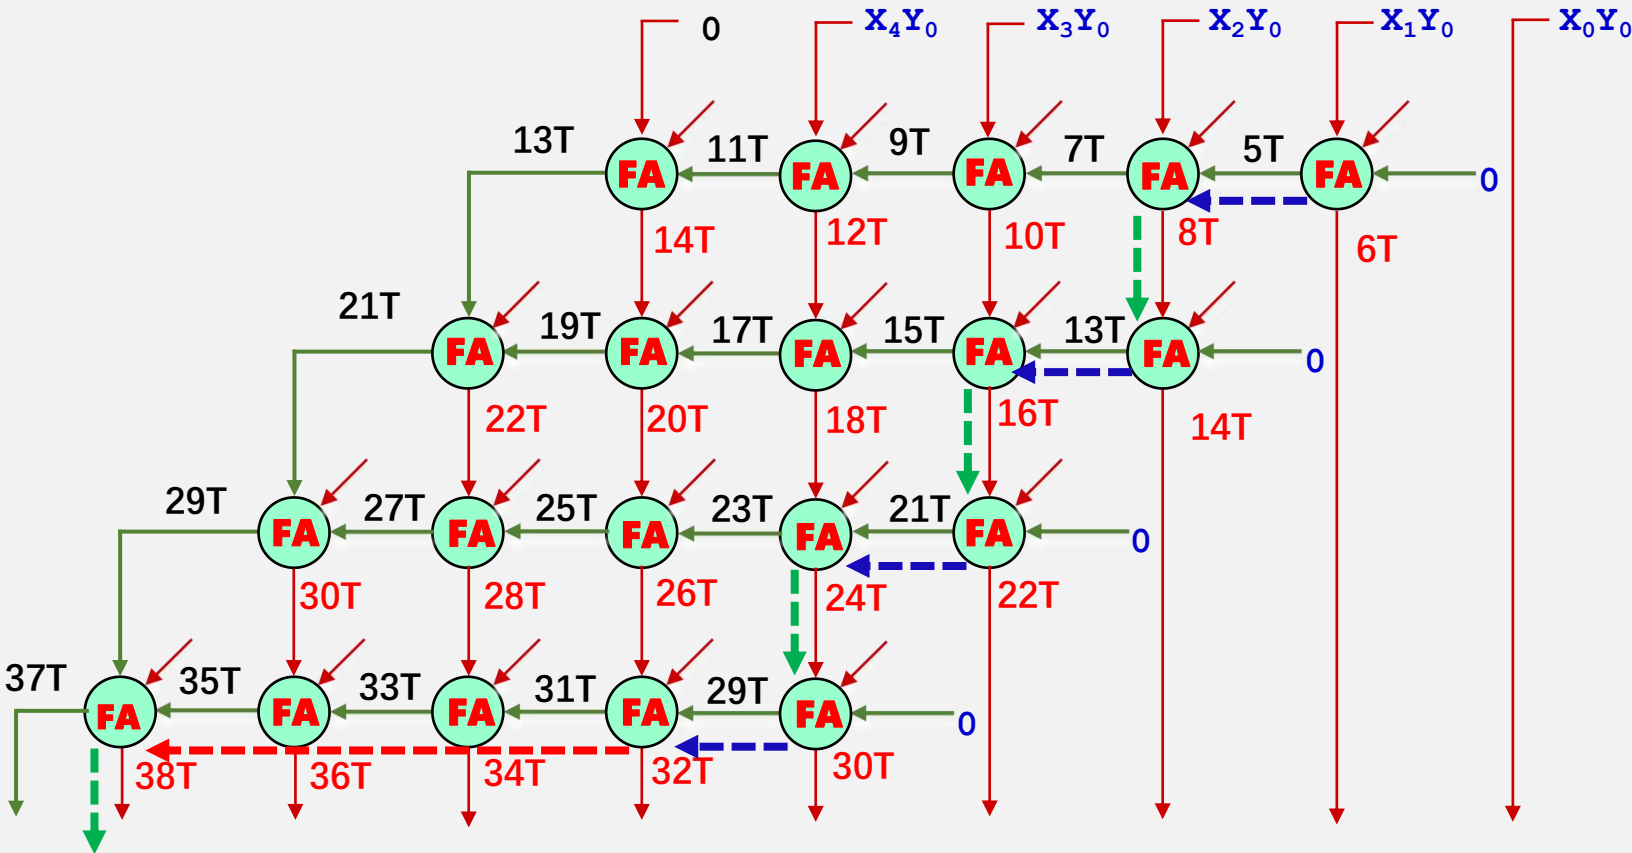 0 X₄Y₀ X₃Y₀ X₂Y₀ X₁Y₀ X₀Y₀
13T 11T 9T 7T 5T
FA FA FA FA FA 0
14T 12T 10T 8T 6T
21T 19T 17T 15T 13T
FA FA FA FA FA 0
22T 20T 18T 16T 14T
29T 27T 25T 23T 21T
FA FA FA FA FA 0
30T 28T 26T 24T 22T
37T 35T 33T 31T 29T
FA FA FA FA FA 0
38T 36T 34T 32T 30T